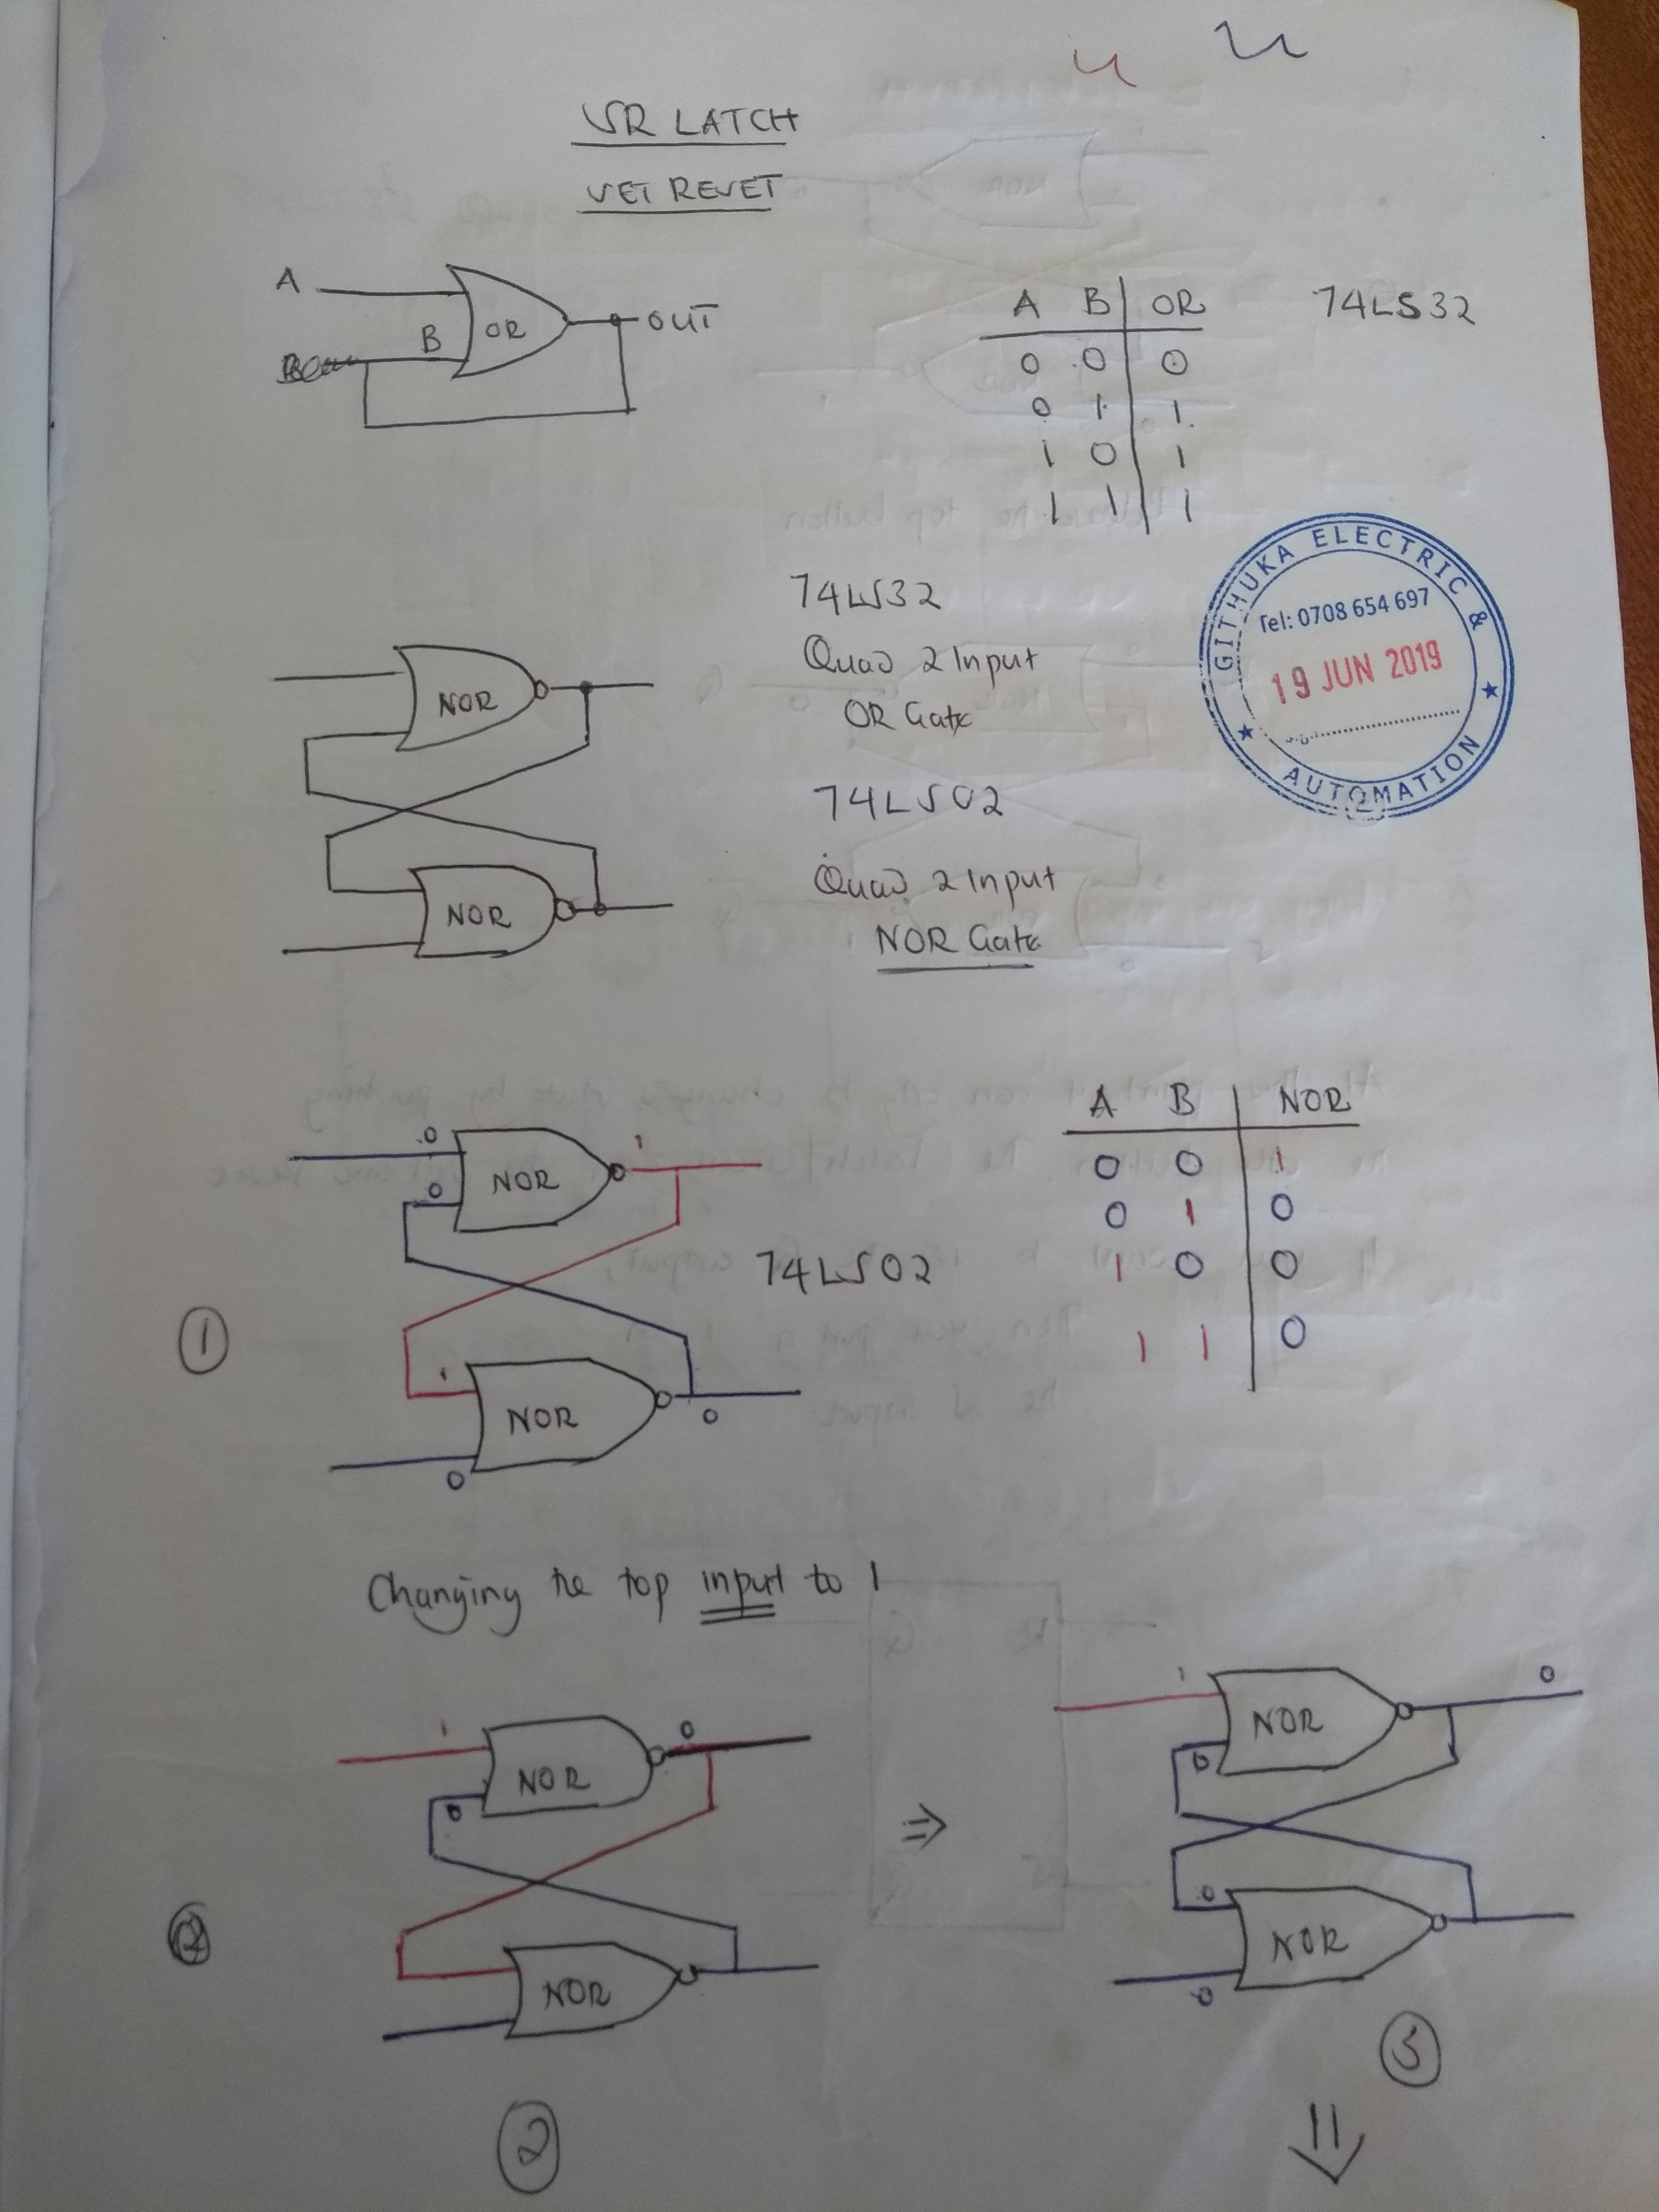 SR LATCH
SET RESET
A
B
OR
OUT
A B OR
0 0 0
0 1 1
1 0 1
1 1 1
74LS32
74LS32
Quad 2 Input
OR Gate
74LS02
Quad 2 Input
NOR Gate
GITHUKA ELECTRIC &
Tel: 0708 654 697
19 JUN 2019
AUTOMATION
NOR
NOR
0
0
NOR
1
1
NOR
0
0
74LS02
1
A B NOR
0 0 1
0 1 0
1 0 0
1 1 0
Changing the top input to 1
1
0
NOR
0
NOR
2
⇒
1
0
NOR
0
0
NOR
0
3